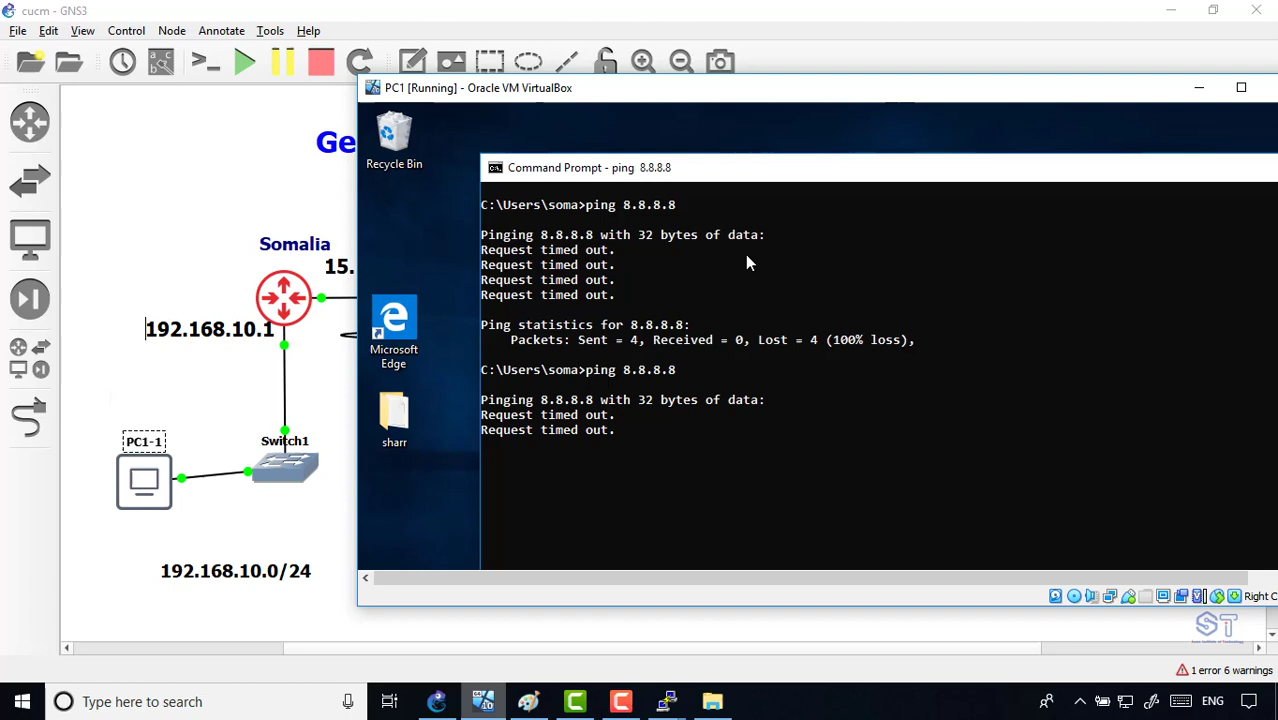 cucm - GNS3
File Edit View Control Node Annotate Tools Help
PC1 [Running] - Oracle VM VirtualBox
Ge
Somalia
15.
192.168.10.1
PC1-1
Switch1
192.168.10.0/24
Recycle Bin
Microsoft
Edge
sharr
Command Prompt - ping 8.8.8.8
C:\Users\soma>ping 8.8.8.8
Pinging 8.8.8.8 with 32 bytes of data:
Request timed out.
Request timed out.
Request timed out.
Request timed out.
Ping statistics for 8.8.8.8:
Packets: Sent = 4, Received = 0, Lost = 4 (100% loss),
C:\Users\soma>ping 8.8.8.8
Pinging 8.8.8.8 with 32 bytes of data:
Request timed out.
Request timed out.
Right C
ST
1 error 6 warnings
Type here to search
ENG